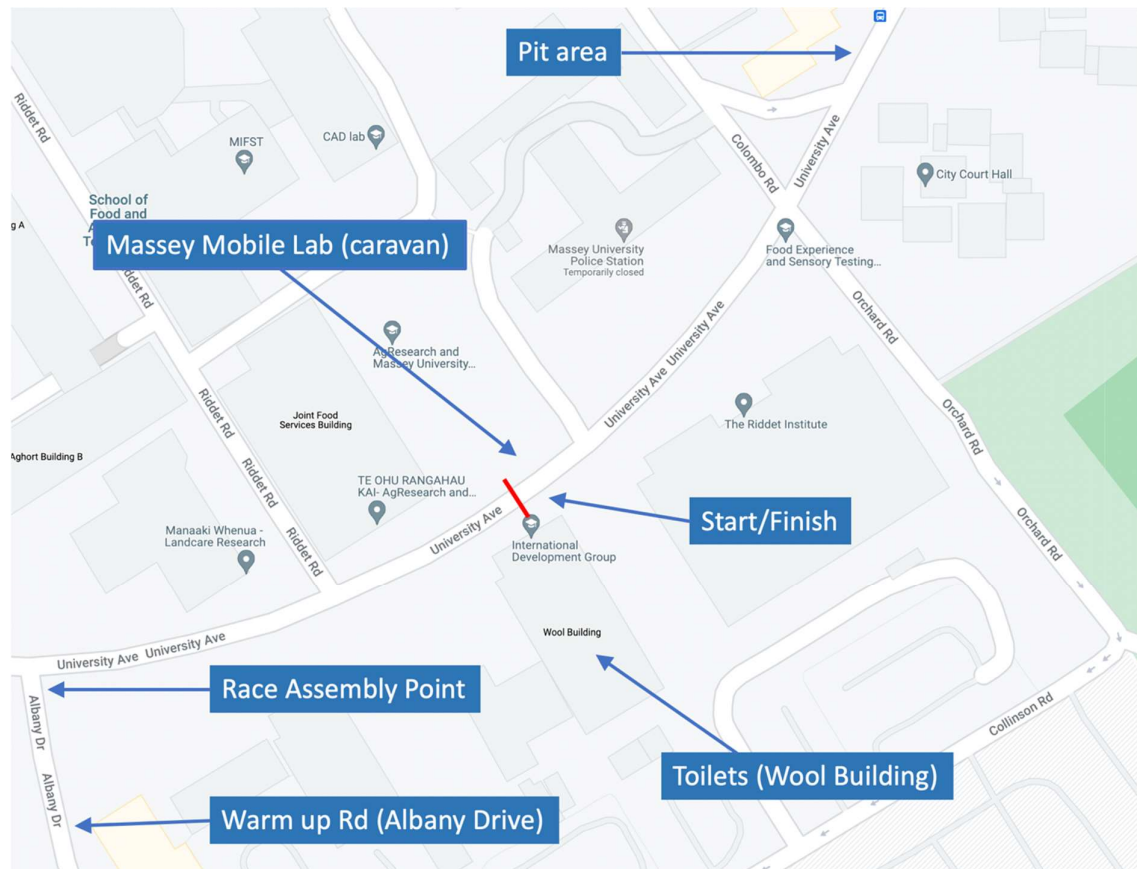 Pit area
Riddet Rd
MIFST
CAD lab
Colombo Rd
University Ave
City Court Hall
School of
Food and
g A
Massey Mobile Lab (caravan)
Riddet Rd
Massey University
Police Station
Temporarily closed
Food Experience
and Sensory Testing...
Orchard Rd
AgResearch and
Massey University...
University Ave University Ave
Riddet Rd
Joint Food
Services Building
The Riddet Institute
Orchard Rd
Aghort Building B
Riddet Rd
TE OHU RANGAHAU
KAI- AgResearch and...
University Ave
Start/Finish
Manaaki Whenua -
Landcare Research
Riddet Rd
International
Development Group
Orchard Rd
Wool Building
University Ave University Ave
Race Assembly Point
Albany Dr
Collinson Rd
Toilets (Wool Building)
Albany Dr
Warm up Rd (Albany Drive)